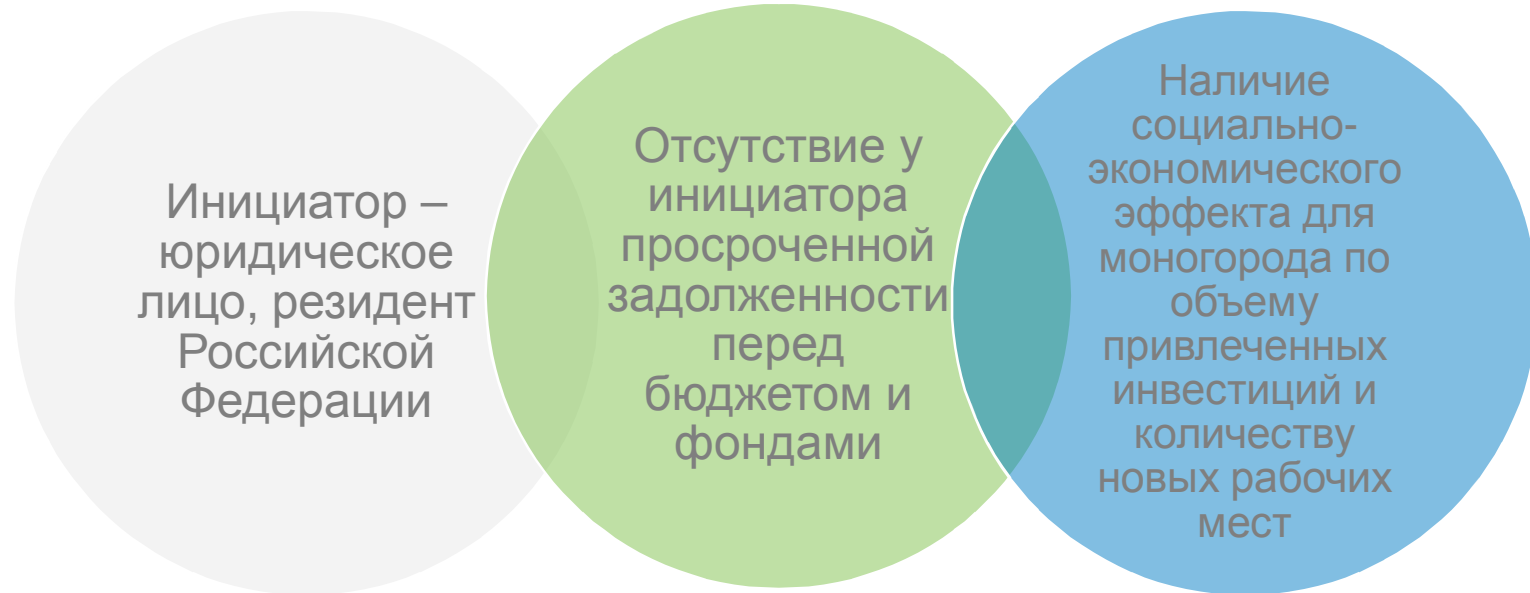 Инициатор –
юридическое
лицо, резидент
Российской
Федерации
Отсутствие у
инициатора
просроченной
задолженности
перед
бюджетом и
фондами
Наличие
социально-
экономического
эффекта для
моногорода по
объему
привлеченных
инвестиций и
количеству
новых рабочих
мест